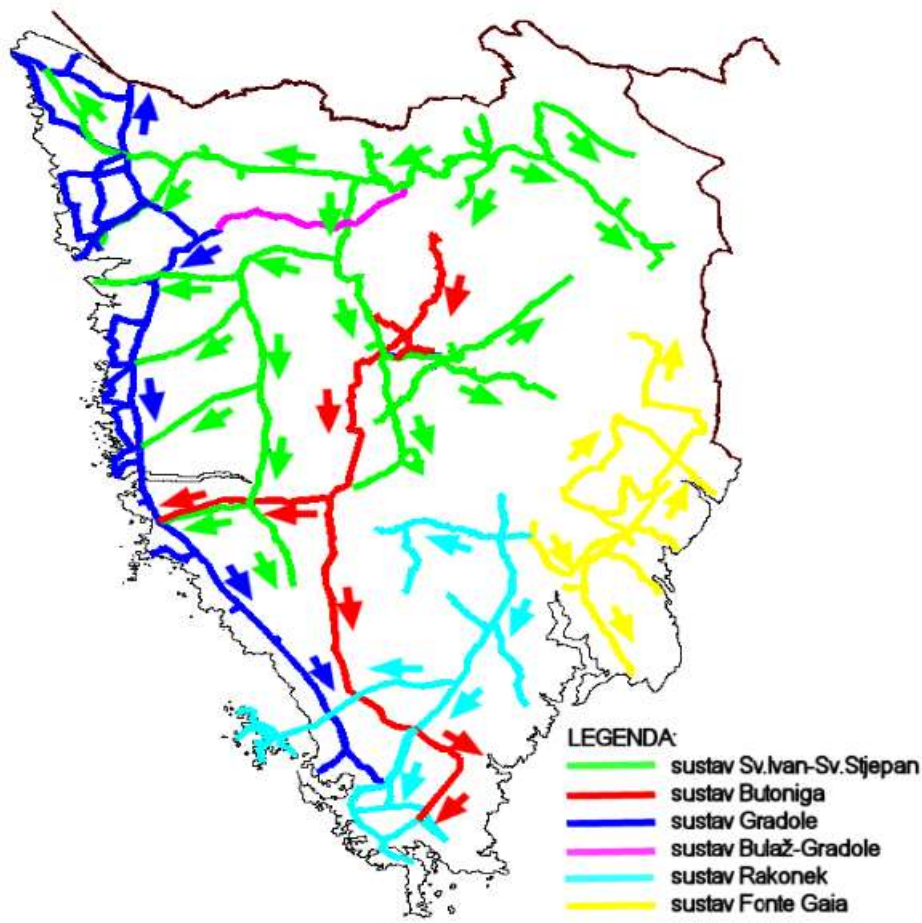 LEGENDA:
sustav Sv.Ivan-Sv.Stjepan
sustav Butoniga
sustav Gradole
sustav Bulaž-Gradole
sustav Rakonek
sustav Fonte Gaia